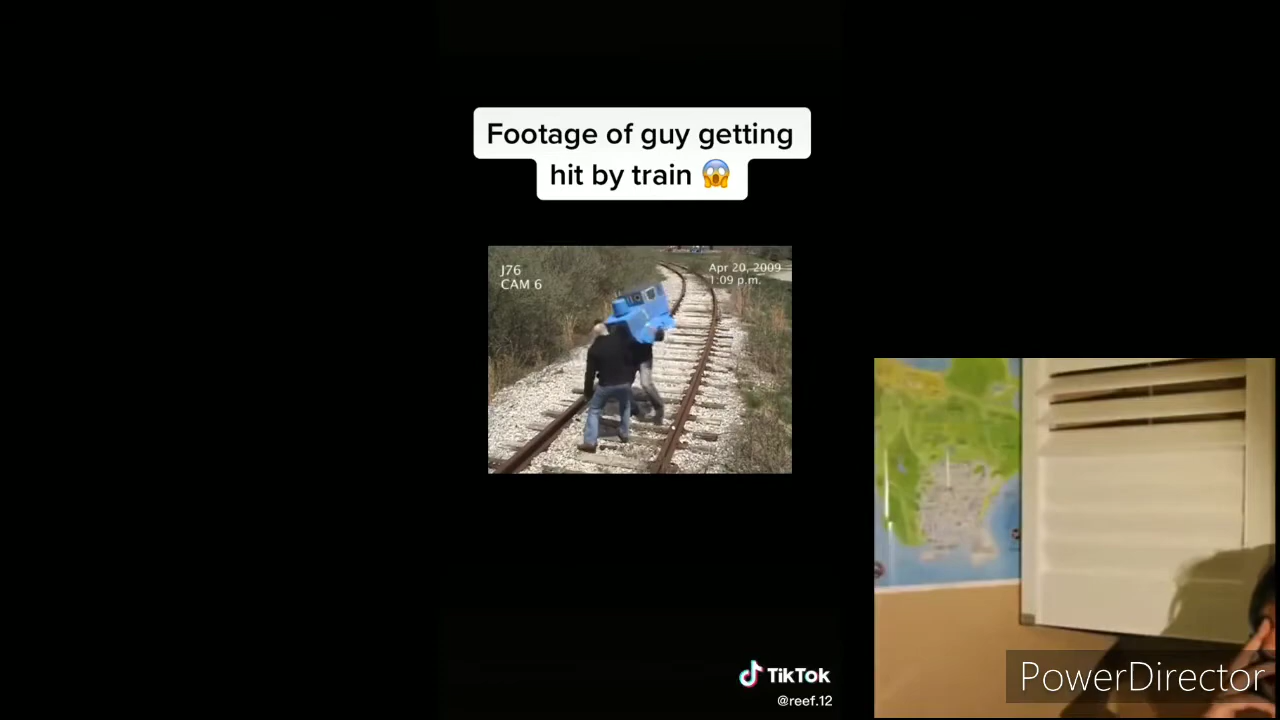 Footage of guy getting
hit by train 😱
J76
CAM 6
Apr 20, 2009
1:09 p.m.
TikTok
@reef.12
PowerDirector